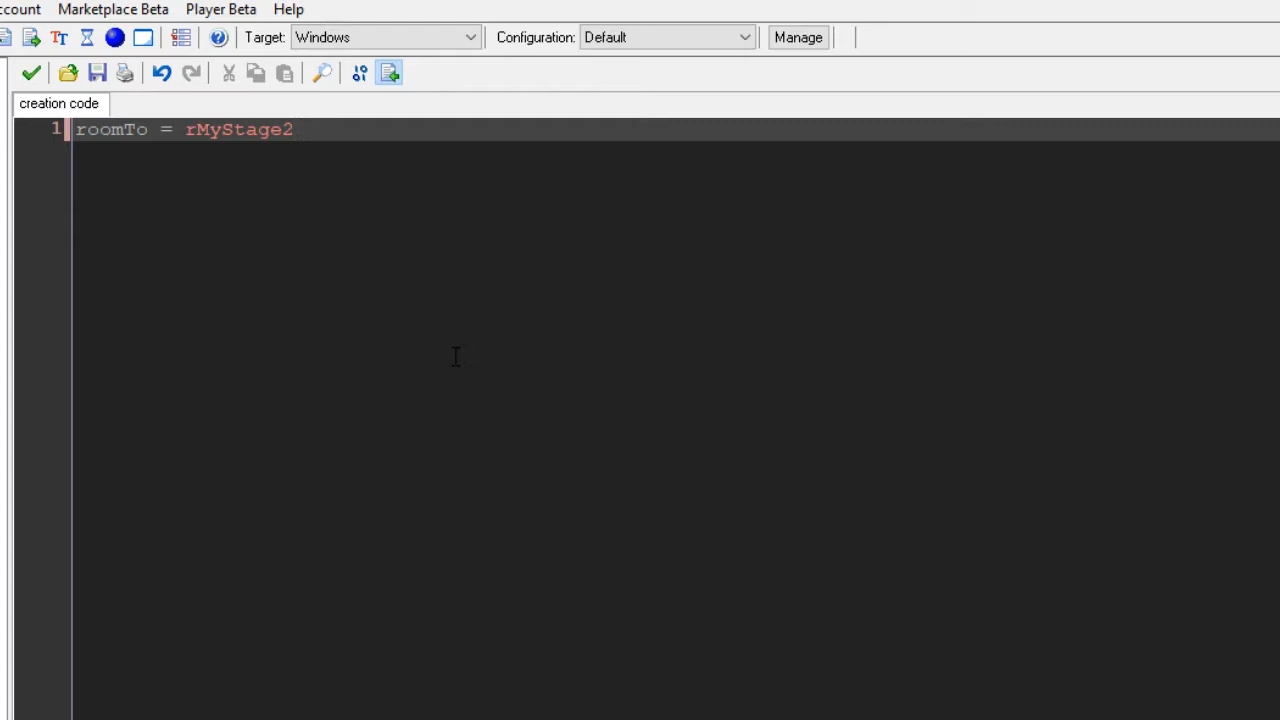 ccount Marketplace Beta Player Beta Help
Target: Windows Configuration: Default Manage
creation code
1 roomTo = rMyStage2